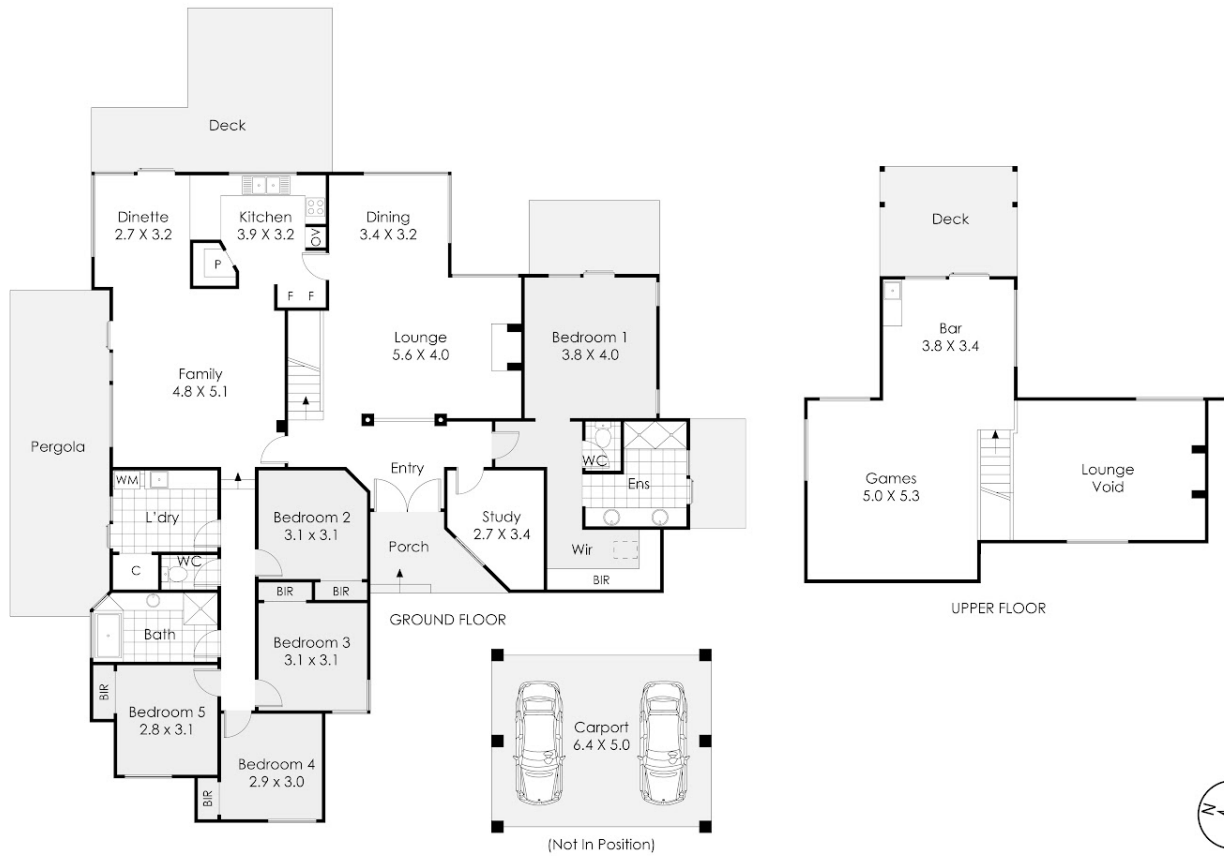 Deck
Dinette
2.7 X 3.2
Kitchen
3.9 X 3.2
OV
P
F F
Dining
3.4 X 3.2
Lounge
5.6 X 4.0
Bedroom 1
3.8 X 4.0
Family
4.8 X 5.1
Pergola
Entry
WC
Ens
WM
L'dry
C
WC
Bedroom 2
3.1 x 3.1
BIR
BIR
Study
2.7 X 3.4
Porch
Wir
BIR
Bath
Bedroom 3
3.1 x 3.1
BIR
Bedroom 5
2.8 x 3.1
Bedroom 4
2.9 x 3.0
BIR
GROUND FLOOR
Carport
6.4 X 5.0
(Not In Position)
Deck
Bar
3.8 X 3.4
Games
5.0 X 5.3
Lounge
Void
UPPER FLOOR
N